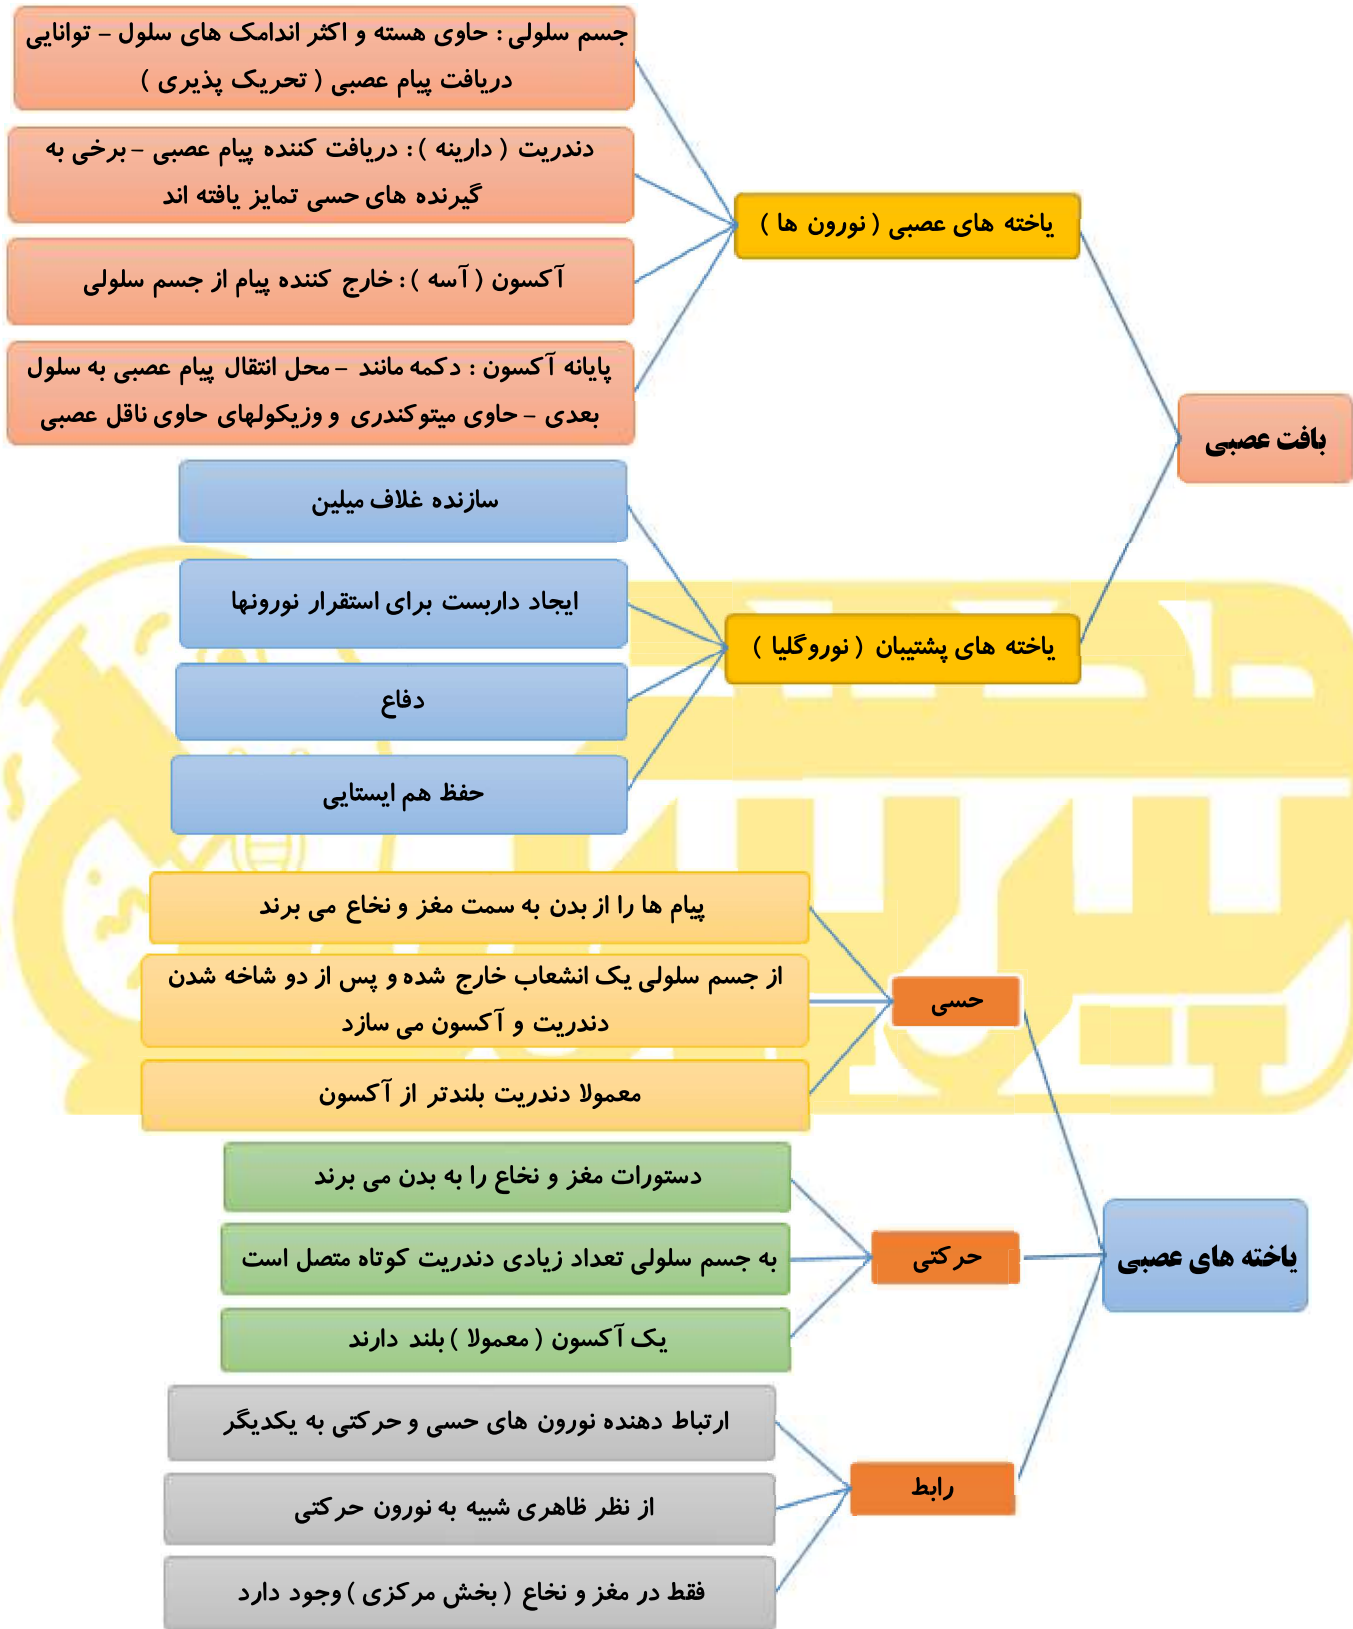 بافت عصبی
یاخته های عصبی ( نورون ها )
جسم سلولی : حاوی هسته و اکثر اندامک های سلول – توانایی
دریافت پیام عصبی ( تحریک پذیری )
دندریت ( دارینه ) : دریافت کننده پیام عصبی – برخی به
گیرنده های حسی تمایز یافته اند
آکسون ( آسه ) : خارج کننده پیام از جسم سلولی
پایانه آکسون : دکمه مانند – محل انتقال پیام عصبی به سلول
بعدی – حاوی میتوکندری و وزیکولهای حاوی ناقل عصبی
یاخته های پشتیبان ( نوروگلیا )
سازنده غلاف میلین
ایجاد داربست برای استقرار نورونها
دفاع
حفظ هم ایستایی
یاخته های عصبی
حسی
پیام ها را از بدن به سمت مغز و نخاع می برند
از جسم سلولی یک انشعاب خارج شده و پس از دو شاخه شدن
دندریت و آکسون می سازد
معمولا دندریت بلندتر از آکسون
حرکتی
دستورات مغز و نخاع را به بدن می برند
به جسم سلولی تعداد زیادی دندریت کوتاه متصل است
یک آکسون ( معمولا ) بلند دارند
رابط
ارتباط دهنده نورون های حسی و حرکتی به یکدیگر
از نظر ظاهری شبیه به نورون حرکتی
فقط در مغز و نخاع ( بخش مرکزی ) وجود دارد